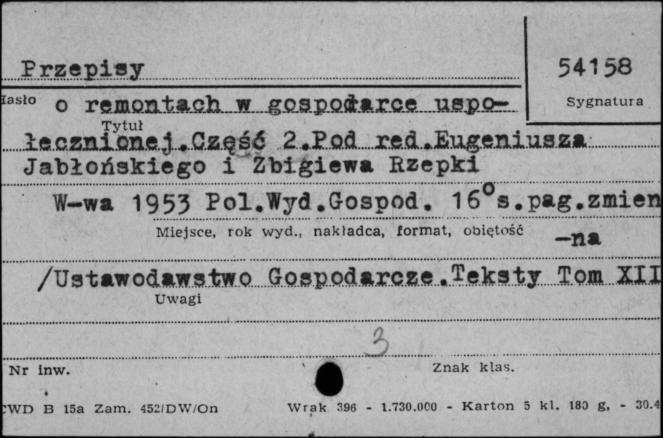 Przepisy
54158
Hasło
Sygnatura
o remontach w gospodarce uspo-
Tytuł
łecznionej.Część 2.Pod red.Eugeniusza
Jabłońskiego i Zbigiewa Rzepki
W-wa 1953 Pol.Wyd.Gospod. 16°s.pag.zmien
Miejsce, rok wyd., nakładca, format, objętość
-na
/Ustawodawstwo Gospodarcze.Teksty Tom XII
Uwagi
3
Nr inw.
Znak klas.
CWD B 15a Zam. 452/DW/On Wrak 396 - 1.730.000 - Karton 5 kl. 180 g, - 30.4